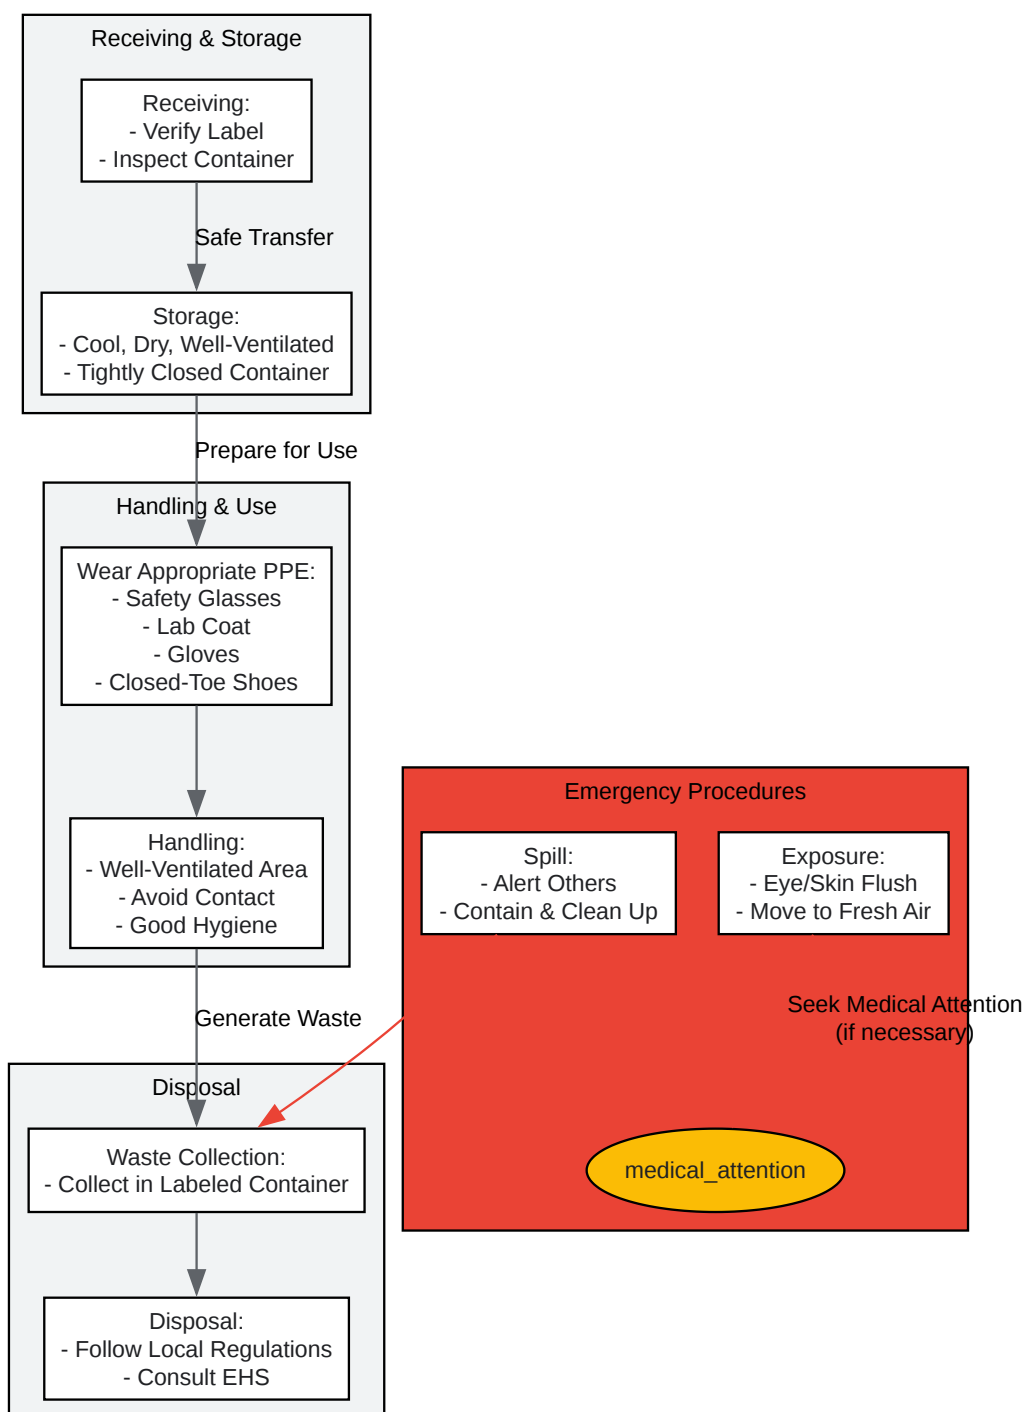 Receiving & Storage
Receiving:
- Verify Label
- Inspect Container
Safe Transfer
Storage:
- Cool, Dry, Well-Ventilated
- Tightly Closed Container
Prepare for Use
Handling & Use
Wear Appropriate PPE:
- Safety Glasses
- Lab Coat
- Gloves
- Closed-Toe Shoes
Handling:
- Well-Ventilated Area
- Avoid Contact
- Good Hygiene
Generate Waste
Disposal
Waste Collection:
- Collect in Labeled Container
Disposal:
- Follow Local Regulations
- Consult EHS
Emergency Procedures
Spill:
- Alert Others
- Contain & Clean Up
Exposure:
- Eye/Skin Flush
- Move to Fresh Air
Seek Medical Attention
(if necessary)
medical_attention